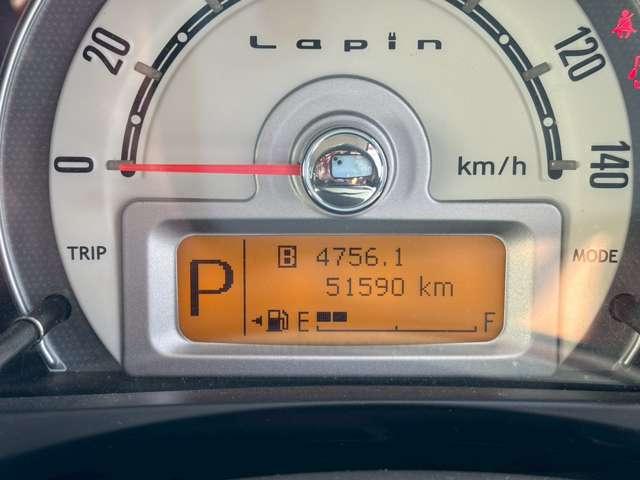 Lapin
20
120
0
km/h
140
TRIP
MODE
B 4756.1
P
51590 km
E F